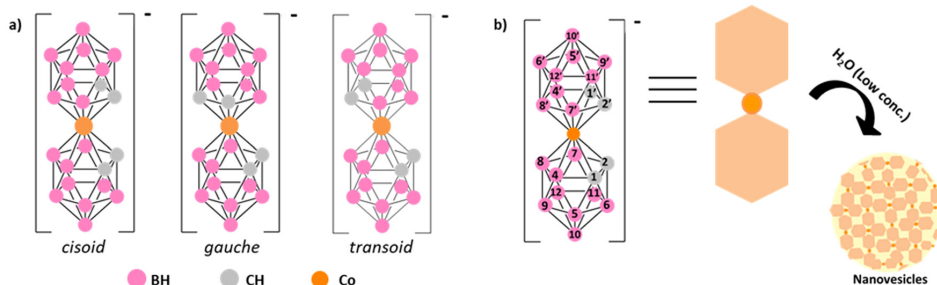 a)
-
-
-
cisoid
gauche
transoid
BH
CH
Co
b)
-
10'
6'
5'
9'
12'
11'
4'
1'
8'
7'
2'
7
8
2
4
1
12
11
9
5
6
10
H₂O (Low conc.)
Nanovesicles